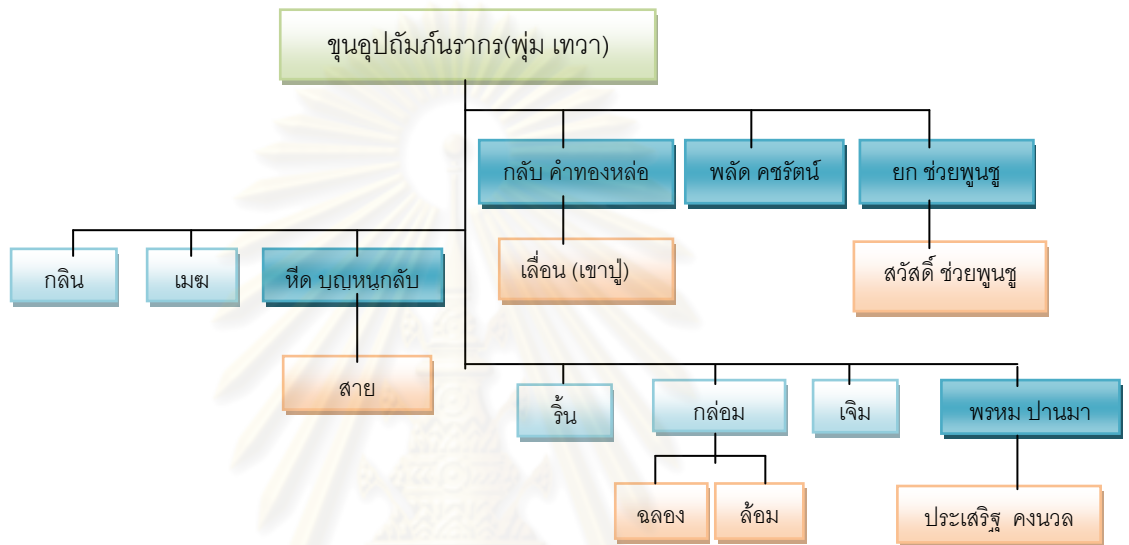 ขุนอุปถัมภ์นรากร(พุ่ม เทวา)
กลับ คำทองหล่อ
พลัด คชรัตน์
ยก ช่วยพูนชู
เลื่อน (เขาปู่)
สวัสดิ์ ช่วยพูนชู
กลิน
เมฆ
หีด บุญหนูกลับ
สาย
ริ้น
กล่อม
เจิม
พรหม ปานมา
ฉลอง
ล้อม
ประเสริฐ คงนวล